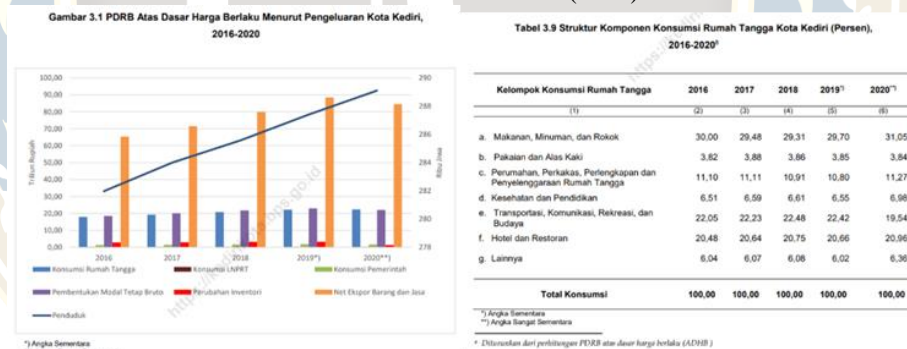 Gambar 3.1 PDRB Atas Dasar Harga Berlaku Menurut Pengeluaran Kota Kediri,
2016-2020
100,00
90,00
80,00
70,00
60,00
50,00
40,00
30,00
20,00
10,00
0,00
Triliun Rupiah
290
288
286
284
282
280
278
Ribu Jiwa
2016 2017 2018 2019*) 2020**)
Konsumsi Rumah Tangga Konsumsi LNPRT Konsumsi Pemerintah
Pembentukan Modal Tetap Bruto Perubahan Inventori Net Ekspor Barang dan Jasa
Penduduk
*) Angka Sementara
Tabel 3.9 Struktur Komponen Konsumsi Rumah Tangga Kota Kediri (Persen),
2016-2020
Kelompok Konsumsi Rumah Tangga 2016 2017 2018 2019*) 2020**)
(1) (2) (3) (4) (5) (6)
a. Makanan, Minuman, dan Rokok 30,00 29,48 29,31 29,70 31,05
b. Pakaian dan Alas Kaki 3,82 3,88 3,86 3,85 3,84
c. Perumahan, Perkakas, Perlengkapan dan
Penyelenggaraan Rumah Tangga 11,10 11,11 10,91 10,80 11,27
d. Kesehatan dan Pendidikan 6,51 6,59 6,61 6,55 6,98
e. Transportasi, Komunikasi, Rekreasi, dan
Budaya 22,05 22,23 22,48 22,42 19,54
f. Hotel dan Restoran 20,48 20,64 20,75 20,66 20,96
g. Lainnya 6,04 6,07 6,08 6,02 6,36
Total Konsumsi 100,00 100,00 100,00 100,00 100,00
*) Angka Sementara
**) Angka Sangat Sementara
Diturunkan dari perhitungan PDRB atas dasar harga berlaku (ADHB)